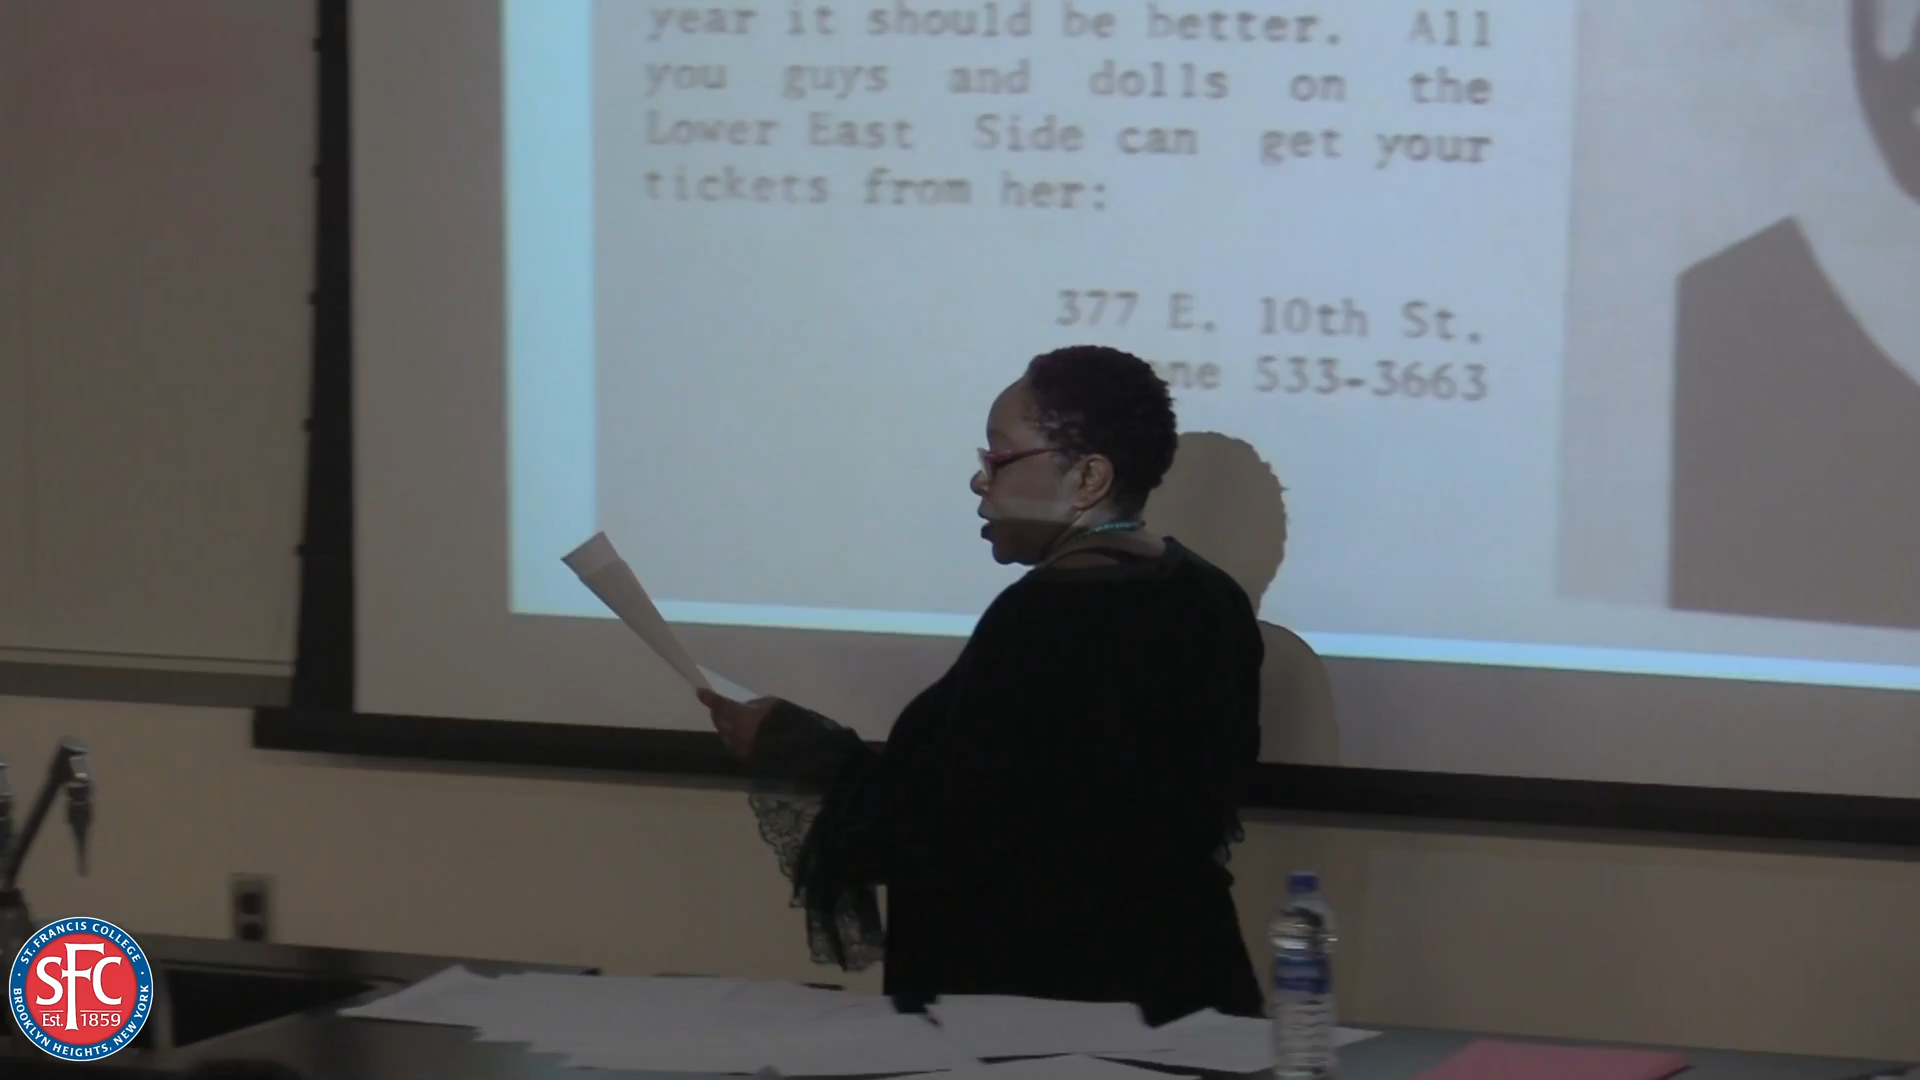 year it should be better. All
you guys and dolls on the
Lower East Side can get your
tickets from her:
377 E. 10th St.
533-3663
ST. FRANCIS COLLEGE
SFC
Est. 1859
BROOKLYN HEIGHTS, NEW YORK